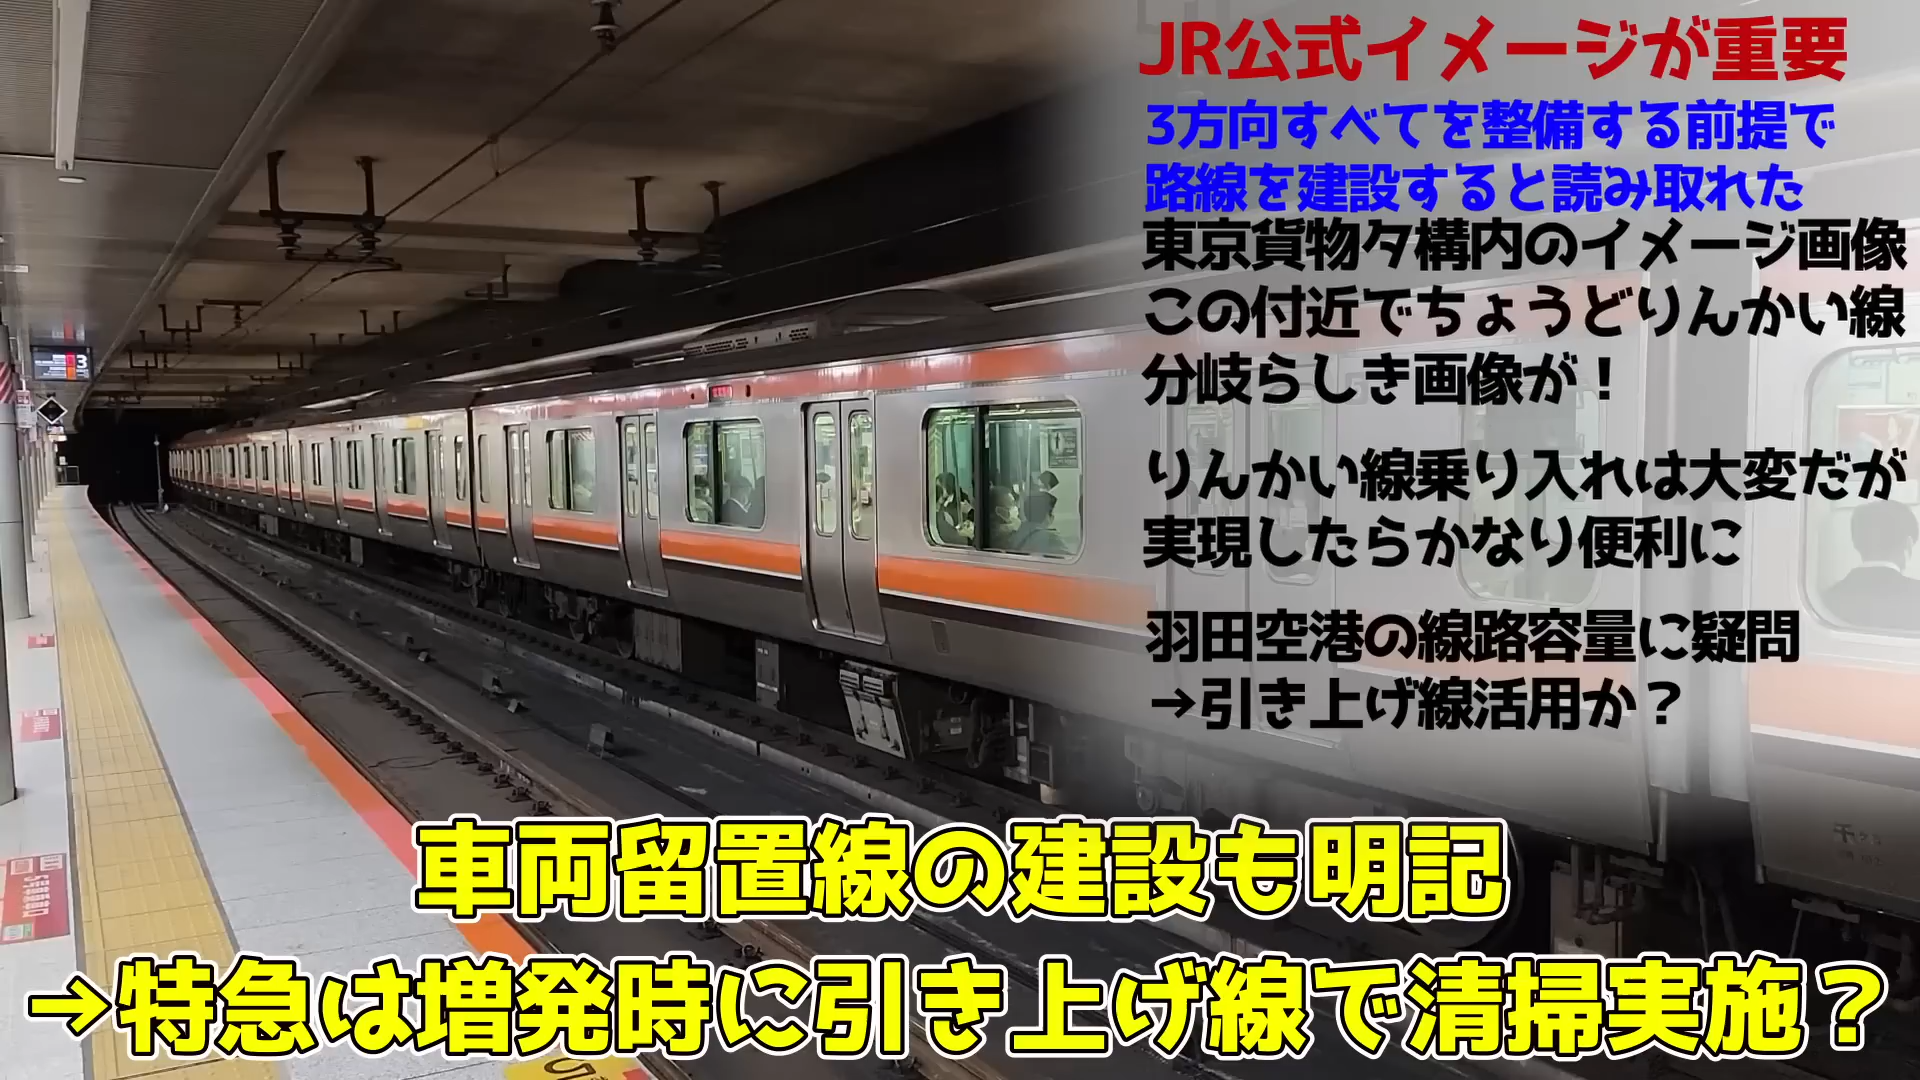 JR公式イメージが重要
3方向すべてを整備する前提で
路線を建設すると読み取れた
東京貨物タ構内のイメージ画像
この付近でちょうどりんかい線
分岐らしき画像が！
りんかい線乗り入れは大変だが
実現したらかなり便利に
羽田空港の線路容量に疑問
→引き上げ線活用か？
3
車両留置線の建設も明記
→特急は増発時に引き上げ線で清掃実施？